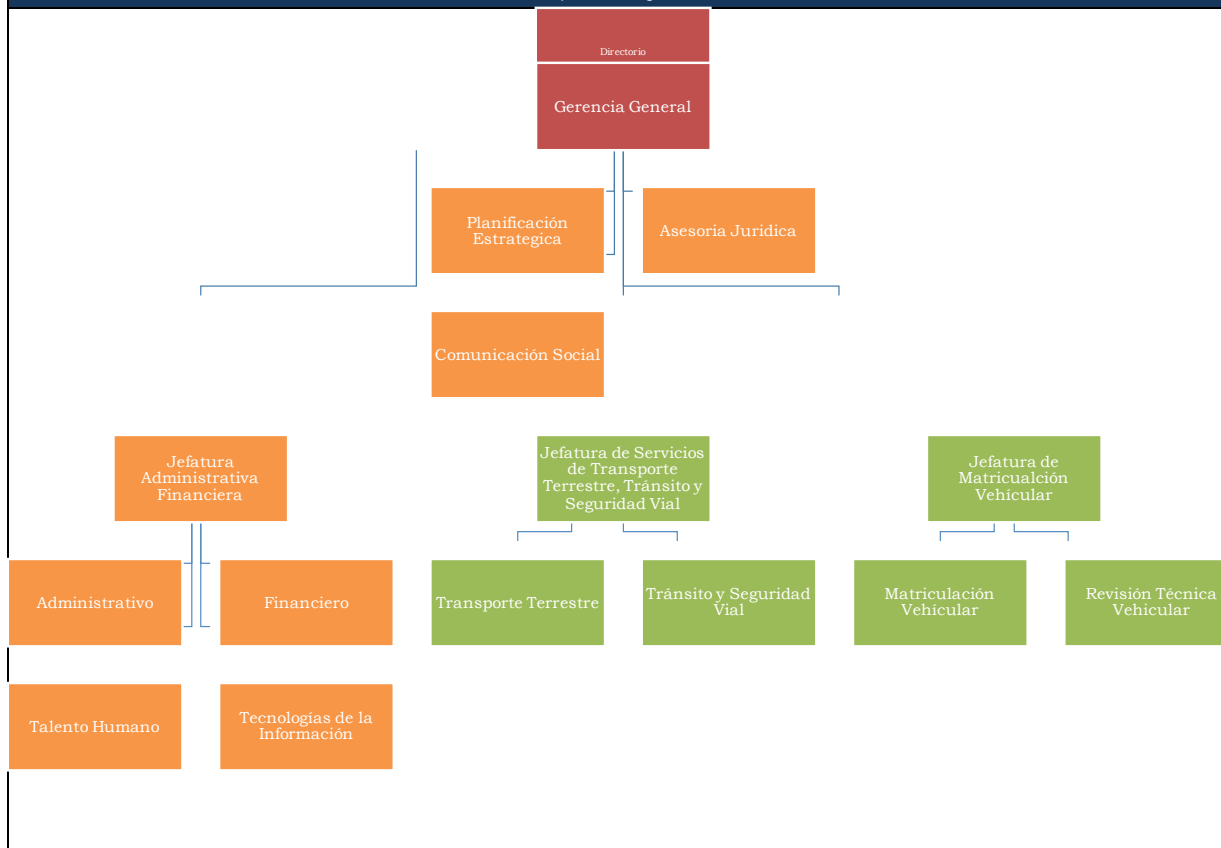 Directorio
Gerencia General
Planificación
Estrategica
Asesoria Juridica
Comunicación Social
Jefatura
Administrativa
Financiera
Jefatura de Servicios
de Transporte
Terrestre, Tránsito y
Seguridad Vial
Jefatura de
Matricualción
Vehícular
Administrativo
Financiero
Transporte Terrestre
Tránsito y Seguridad
Vial
Matriculación
Vehícular
Revisión Técnica
Vehicular
Talento Humano
Tecnologías de la
Información